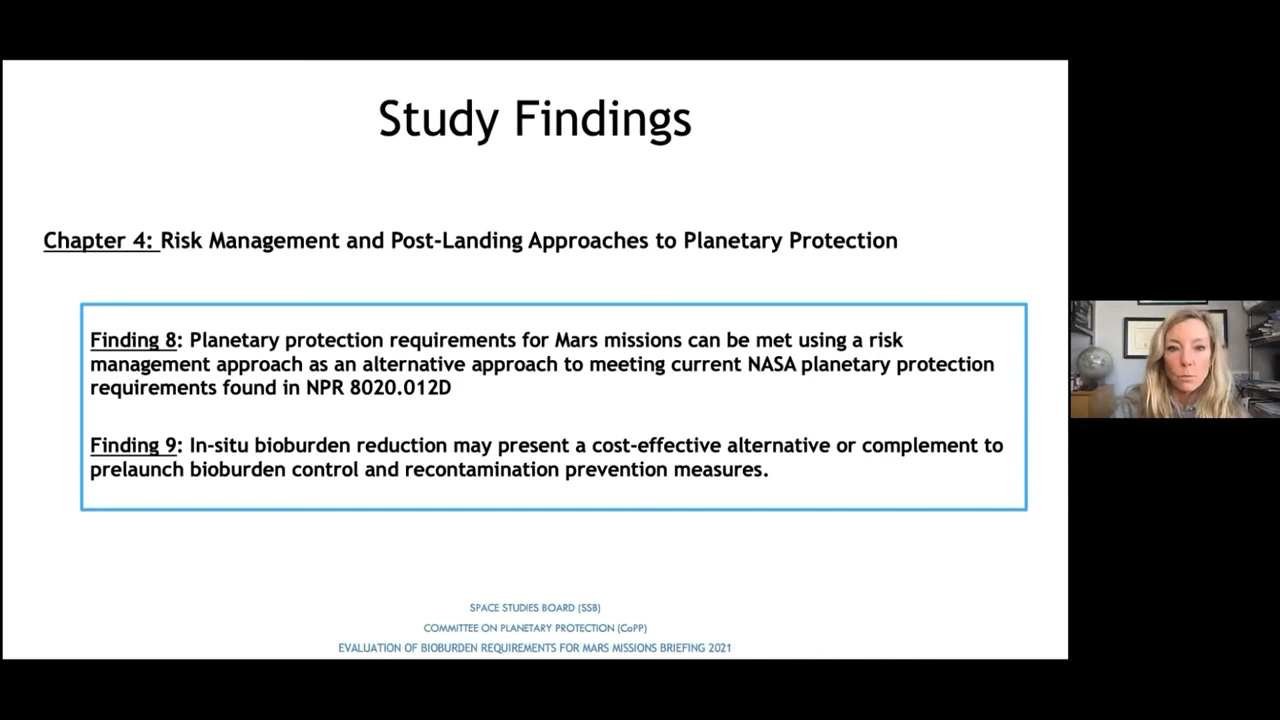 Study Findings
Chapter 4: Risk Management and Post-Landing Approaches to Planetary Protection
Finding 8: Planetary protection requirements for Mars missions can be met using a risk
management approach as an alternative approach to meeting current NASA planetary protection
requirements found in NPR 8020.012D
Finding 9: In-situ bioburden reduction may present a cost-effective alternative or complement to
prelaunch bioburden control and recontamination prevention measures.
SPACE STUDIES BOARD (SSB)
COMMITTEE ON PLANETARY PROTECTION (CoPP)
EVALUATION OF BIOBURDEN REQUIREMENTS FOR MARS MISSIONS BRIEFING 2021